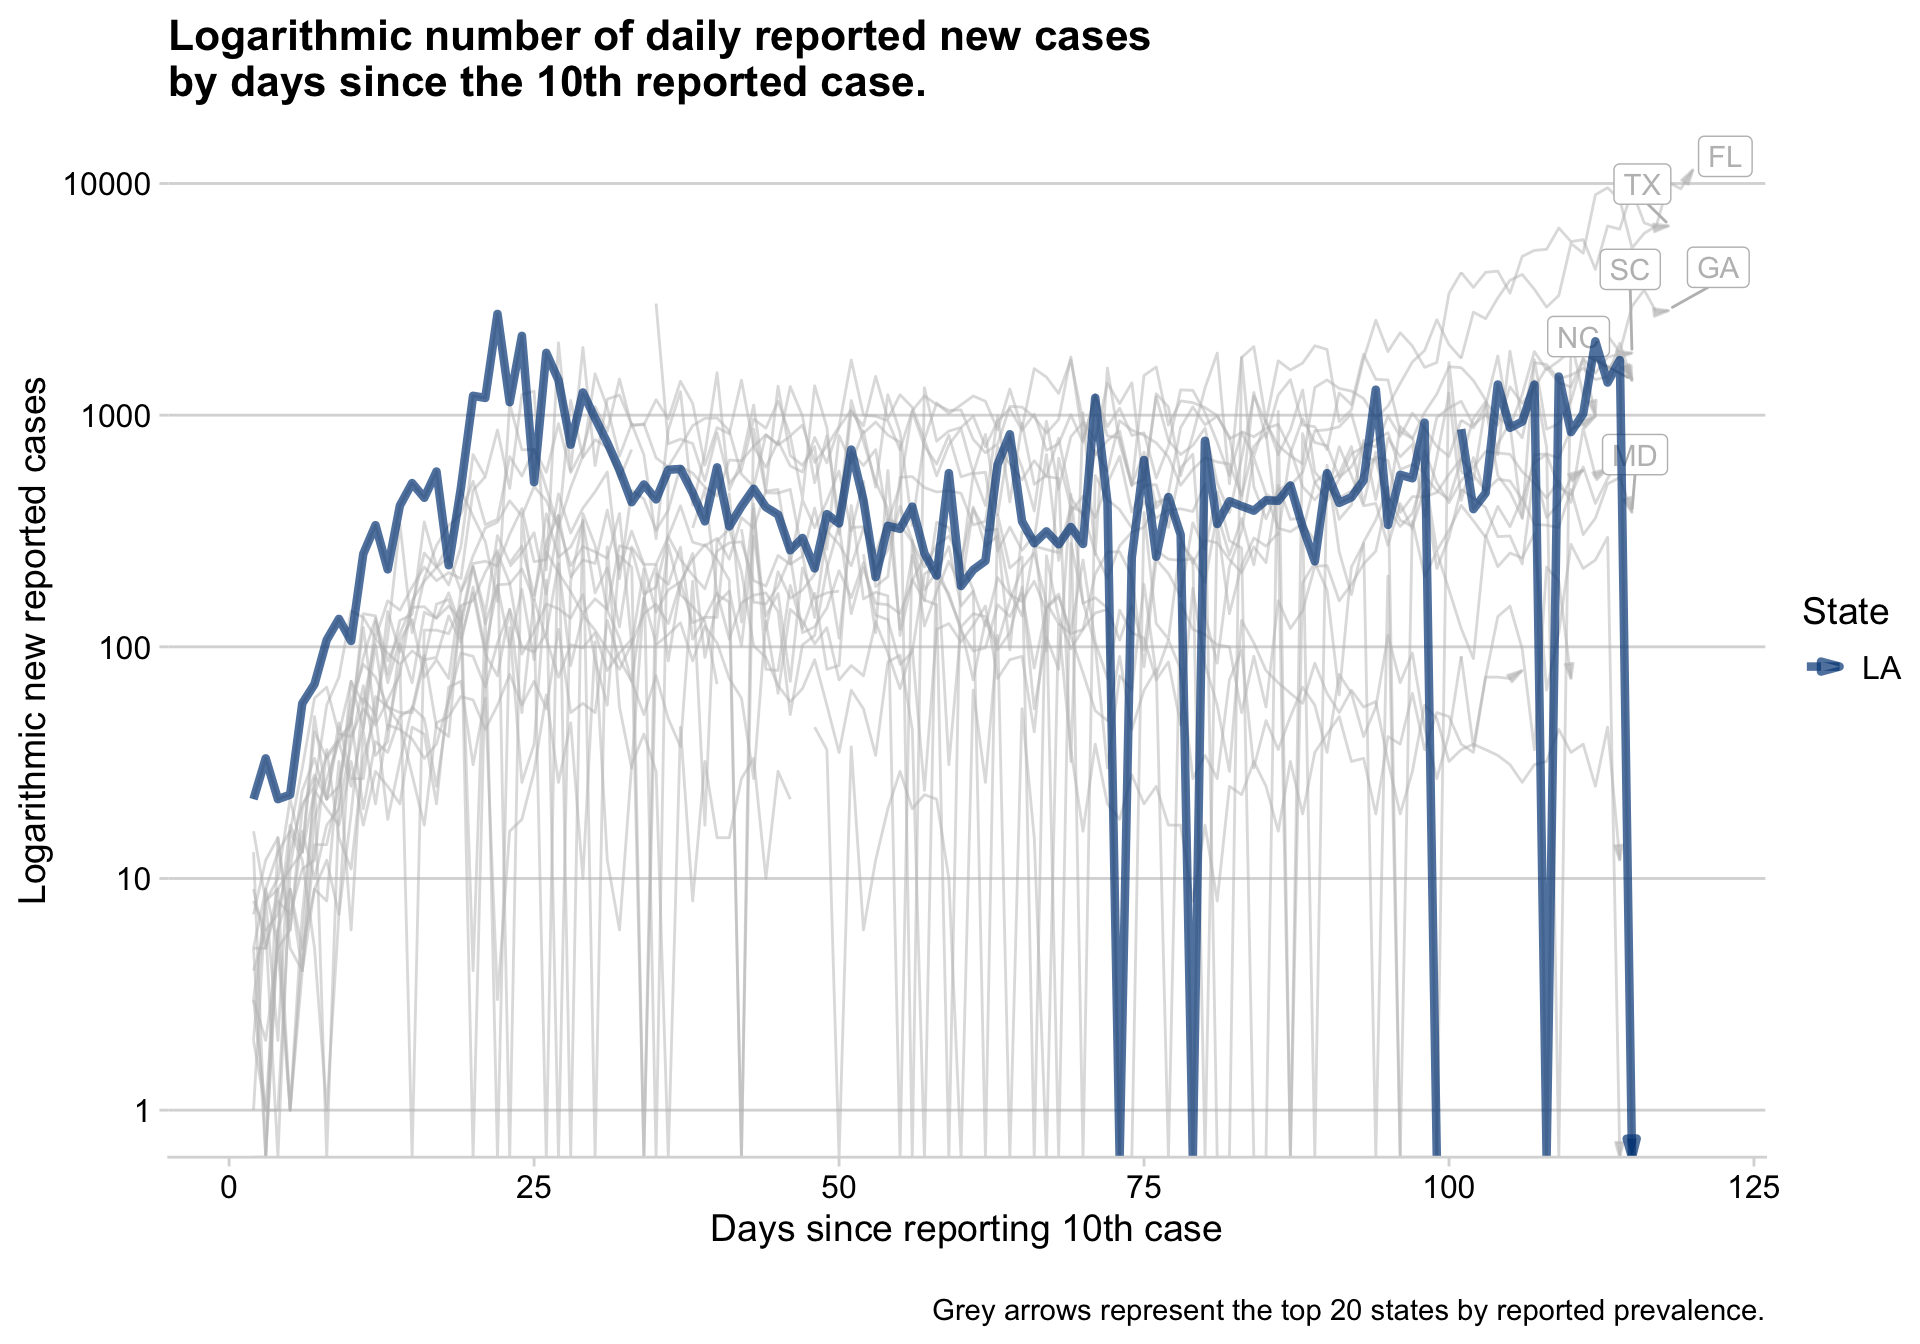 Logarithmic number of daily reported new cases
by days since the 10th reported case.
Logarithmic new reported cases
10000
1000
100
10
1
FL
TX
SC
GA
NC
MD
State
LA
0
25
50
75
100
125
Days since reporting 10th case
Grey arrows represent the top 20 states by reported prevalence.